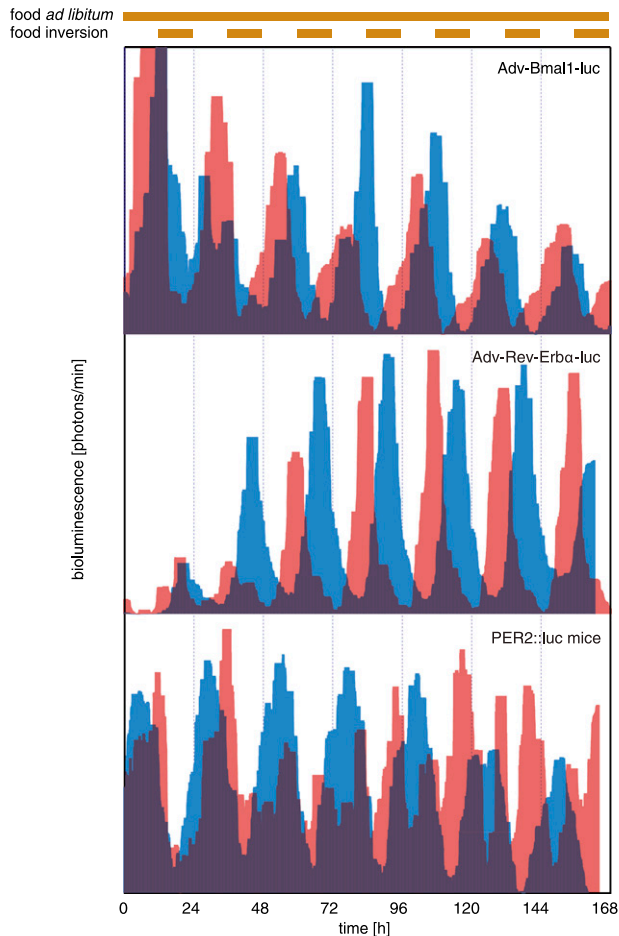 food ad libitum
food inversion
Adv-Bmal1-luc
Adv-Rev-Erbα-luc
PER2::luc mice
bioluminescence [photons/min]
0 24 48 72 96 120 144 168
time [h]